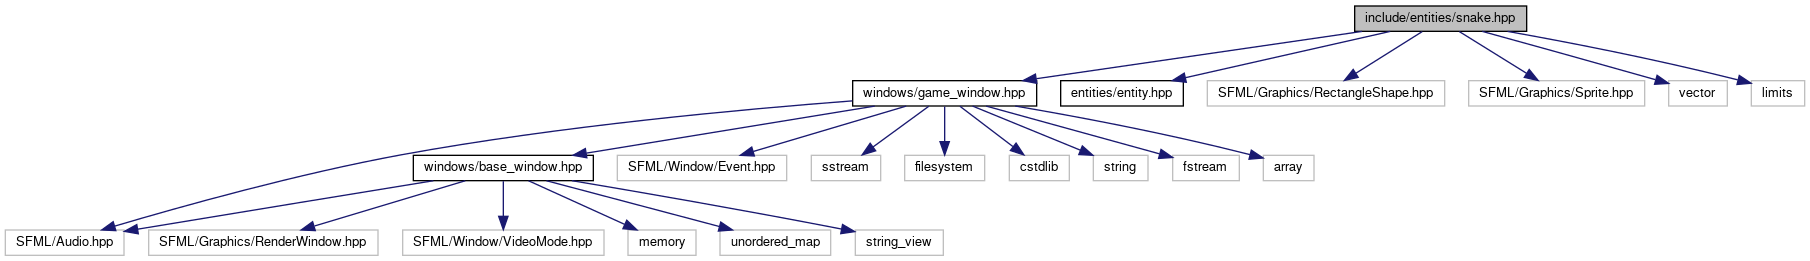 include/entities/snake.hpp
windows/game_window.hpp
entities/entity.hpp
SFML/Graphics/RectangleShape.hpp
SFML/Graphics/Sprite.hpp
vector
limits
windows/base_window.hpp
SFML/Window/Event.hpp
sstream
filesystem
cstdlib
string
fstream
array
SFML/Audio.hpp
SFML/Graphics/RenderWindow.hpp
SFML/Window/VideoMode.hpp
memory
unordered_map
string_view